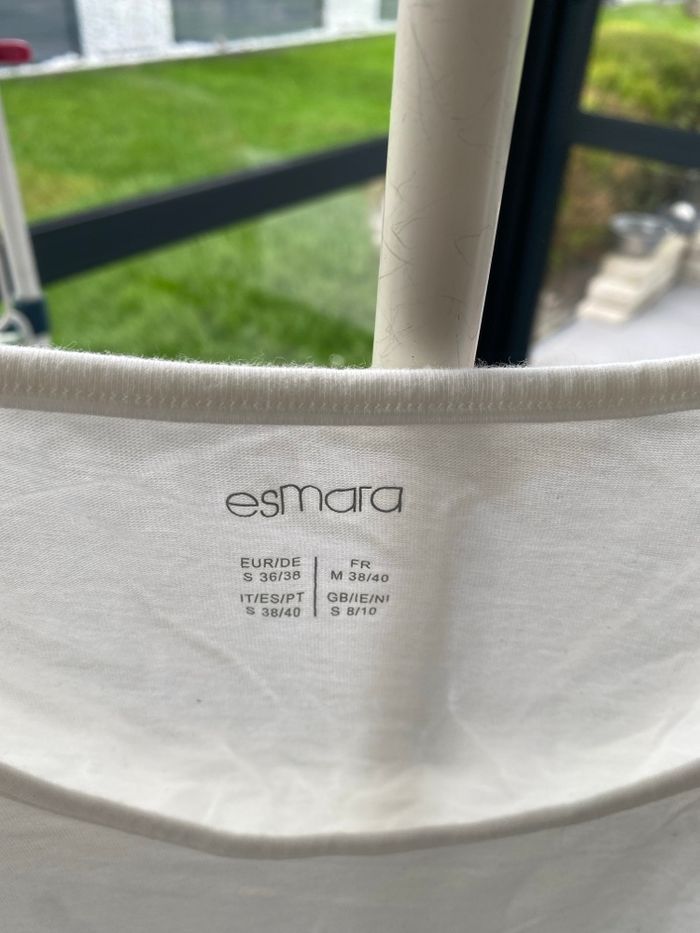 esmara
EUR/DE
S 36/38
FR
M 38/40
IT/ES/PT
S 38/40
GB/IE/NI
S 8/10